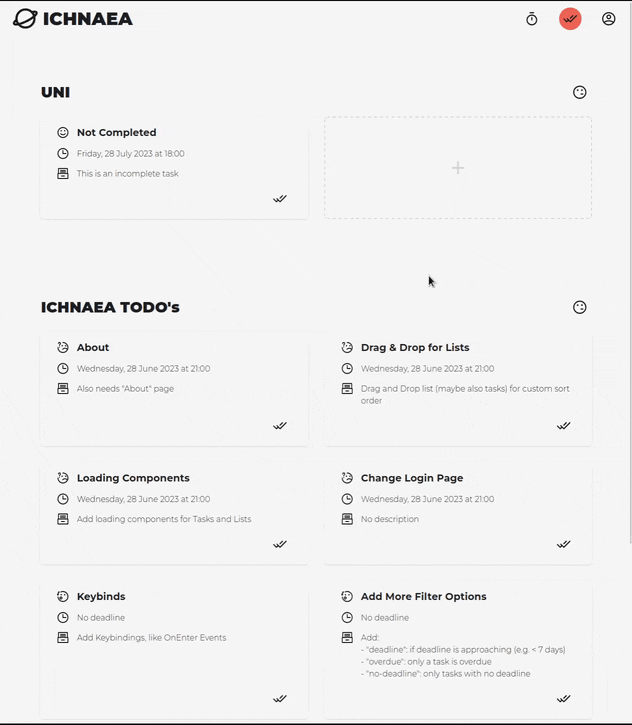 ICHNAEA
UNI
Not Completed
Friday, 28 July 2023 at 18:00
This is an incomplete task
+
ICHNAEA TODO's
About
Wednesday, 28 June 2023 at 21:00
Also needs "About" page
Drag & Drop for Lists
Wednesday, 28 June 2023 at 21:00
Drag and Drop list (maybe also tasks) for custom sort
order
Loading Components
Wednesday, 28 June 2023 at 21:00
Add loading components for Tasks and Lists
Change Login Page
Wednesday, 28 June 2023 at 21:00
No description
Keybinds
No deadline
Add Keybindings, like OnEnter Events
Add More Filter Options
No deadline
Add:
- "deadline": if deadline is approaching (e.g. < 7 days)
- "overdue": only a task is overdue
- "no-deadline": only tasks with no deadline